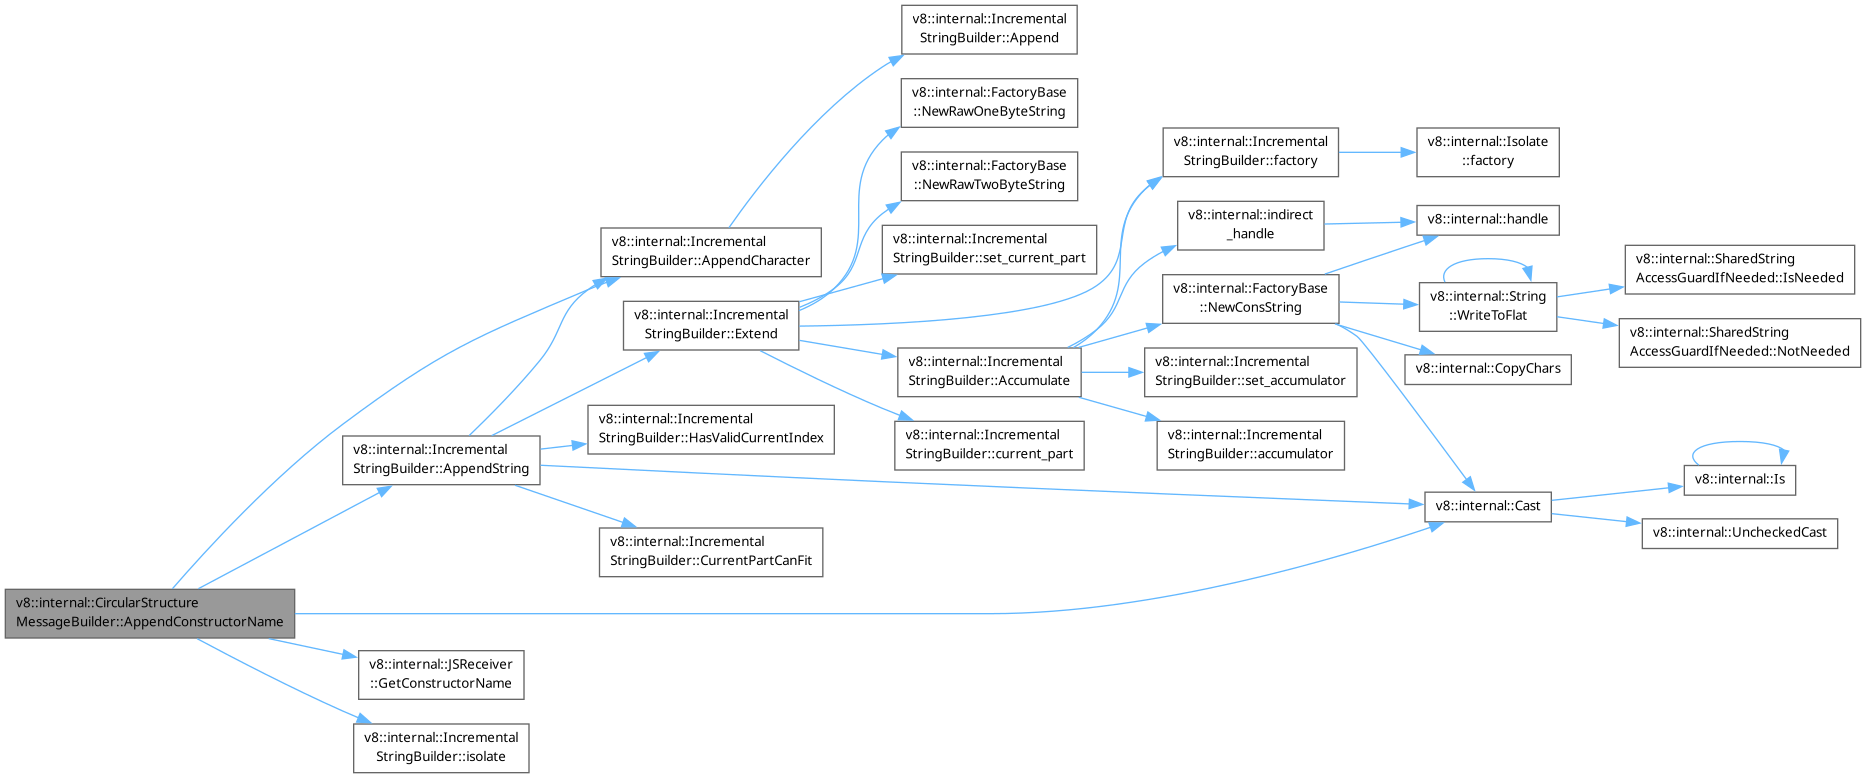 v8::internal::Incremental
StringBuilder::Append
v8::internal::FactoryBase
::NewRawOneByteString
v8::internal::FactoryBase
::NewRawTwoByteString
v8::internal::Incremental
StringBuilder::factory
v8::internal::Isolate
::factory
v8::internal::indirect
_handle
v8::internal::handle
v8::internal::Incremental
StringBuilder::AppendCharacter
v8::internal::Incremental
StringBuilder::set_current_part
v8::internal::SharedString
AccessGuardIfNeeded::IsNeeded
v8::internal::FactoryBase
::NewConsString
v8::internal::String
::WriteToFlat
v8::internal::Incremental
StringBuilder::Extend
v8::internal::SharedString
AccessGuardIfNeeded::NotNeeded
v8::internal::Incremental
StringBuilder::Accumulate
v8::internal::Incremental
StringBuilder::set_accumulator
v8::internal::CopyChars
v8::internal::Incremental
StringBuilder::HasValidCurrentIndex
v8::internal::Incremental
StringBuilder::current_part
v8::internal::Incremental
StringBuilder::accumulator
v8::internal::Incremental
StringBuilder::AppendString
v8::internal::Is
v8::internal::Cast
v8::internal::UncheckedCast
v8::internal::Incremental
StringBuilder::CurrentPartCanFit
v8::internal::CircularStructure
MessageBuilder::AppendConstructorName
v8::internal::JSReceiver
::GetConstructorName
v8::internal::Incremental
StringBuilder::isolate